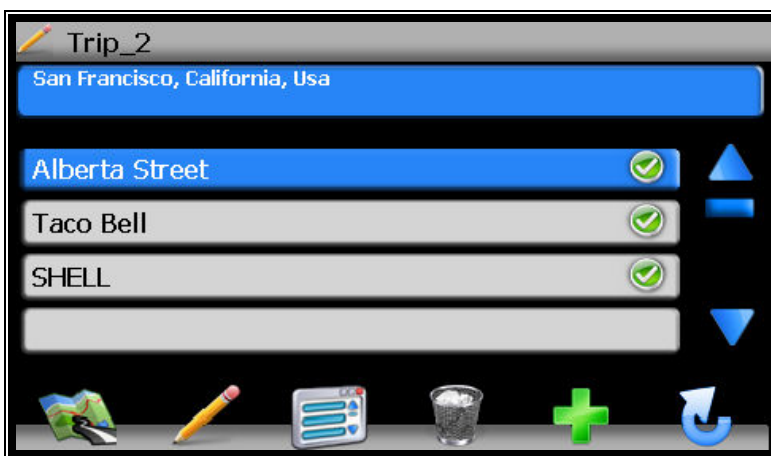 Trip_2
San Francisco, California, Usa
Alberta Street
Taco Bell
SHELL